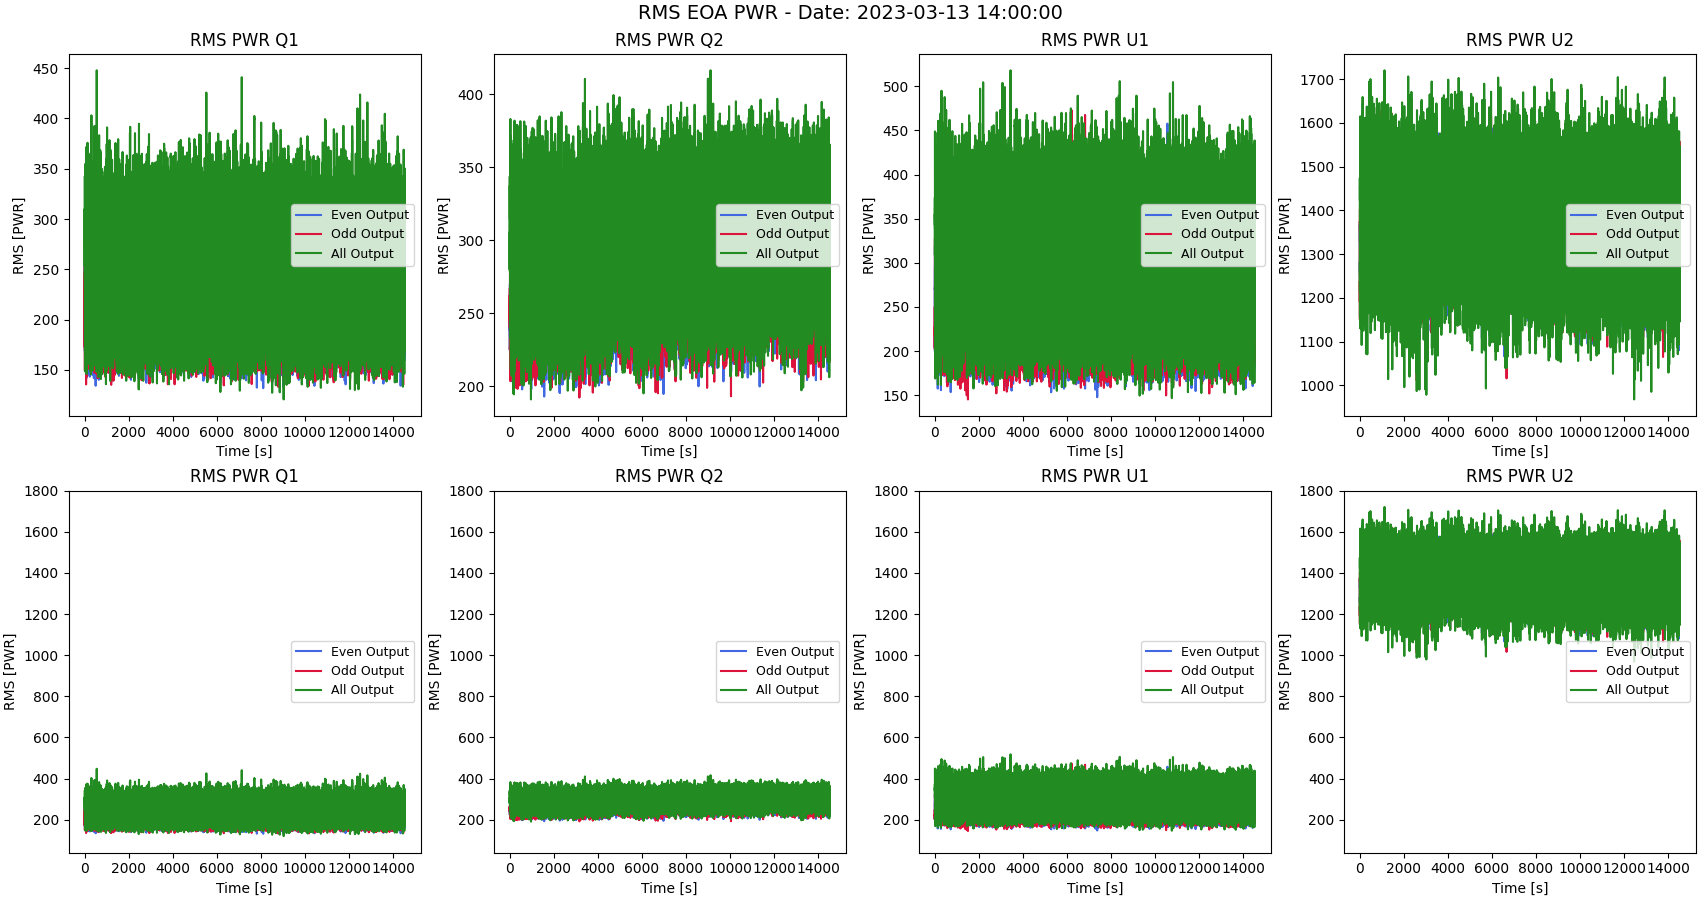 RMS EOA PWR - Date: 2023-03-13 14:00:00
RMS PWR Q1
RMS [PWR]
450
400
350
300
250
200
150
0 2000 4000 6000 8000 10000 12000 14000
Time [s]
Even Output
Odd Output
All Output
RMS PWR Q2
RMS [PWR]
400
350
300
250
200
0 2000 4000 6000 8000 10000 12000 14000
Time [s]
Even Output
Odd Output
All Output
RMS PWR U1
RMS [PWR]
500
450
400
350
300
250
200
150
0 2000 4000 6000 8000 10000 12000 14000
Time [s]
Even Output
Odd Output
All Output
RMS PWR U2
RMS [PWR]
1700
1600
1500
1400
1300
1200
1100
1000
0 2000 4000 6000 8000 10000 12000 14000
Time [s]
Even Output
Odd Output
All Output
RMS PWR Q1
RMS [PWR]
1800
1600
1400
1200
1000
800
600
400
200
0 2000 4000 6000 8000 10000 12000 14000
Time [s]
Even Output
Odd Output
All Output
RMS PWR Q2
RMS [PWR]
1800
1600
1400
1200
1000
800
600
400
200
0 2000 4000 6000 8000 10000 12000 14000
Time [s]
Even Output
Odd Output
All Output
RMS PWR U1
RMS [PWR]
1800
1600
1400
1200
1000
800
600
400
200
0 2000 4000 6000 8000 10000 12000 14000
Time [s]
Even Output
Odd Output
All Output
RMS PWR U2
RMS [PWR]
1800
1600
1400
1200
1000
800
600
400
200
0 2000 4000 6000 8000 10000 12000 14000
Time [s]
Even Output
Odd Output
All Output